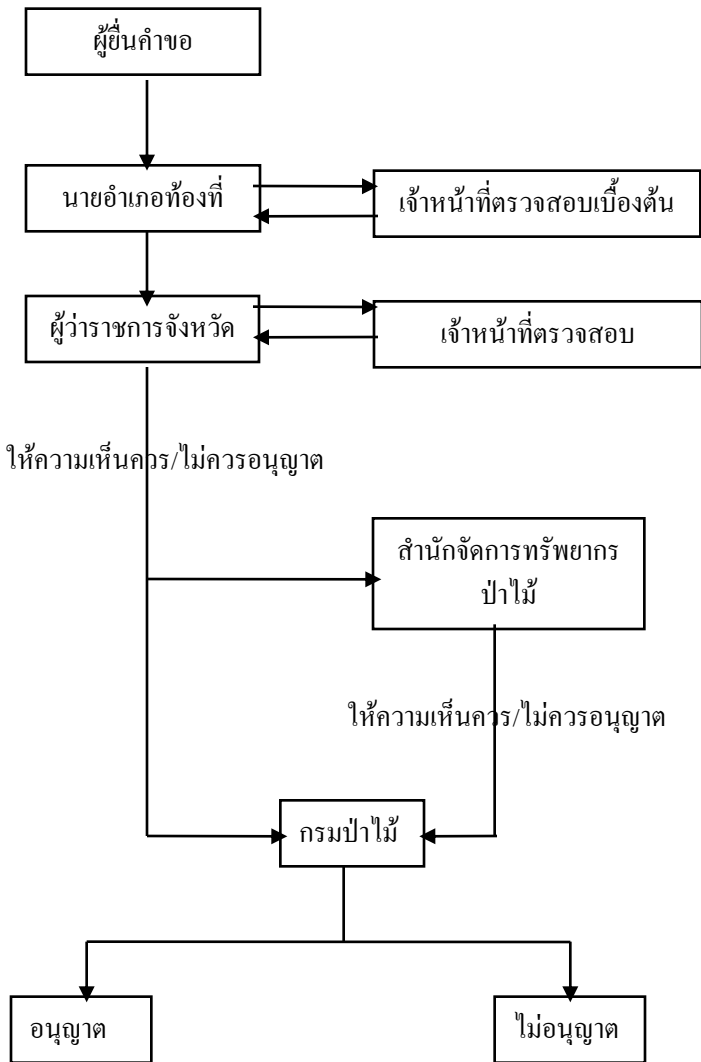 ผู้ยื่นคำขอ
นายอำเภอท้องที่
เจ้าหน้าที่ตรวจสอบเบื้องต้น
ผู้ว่าราชการจังหวัด
เจ้าหน้าที่ตรวจสอบ
ให้ความเห็นควร/ไม่ควรอนุญาต
สำนักจัดการทรัพยากร
ป่าไม้
ให้ความเห็นควร/ไม่ควรอนุญาต
กรมป่าไม้
อนุญาต
ไม่อนุญาต